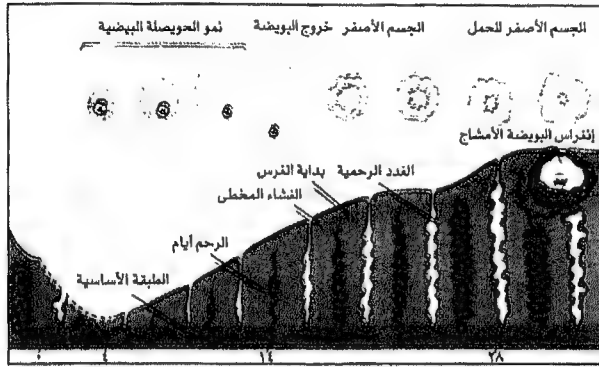 الجسم الأصفر للحمل
الجسم الأصفر
خروج البويضة
نمو الحويصلة البيضية
إنغراس البويضة الأمشاج
الغدد الرحمية
بداية الغرس
الغشاء المخطي
الرحم أيام
الطبقة الأساسية
٠ ٤ ١٤ ٢٨